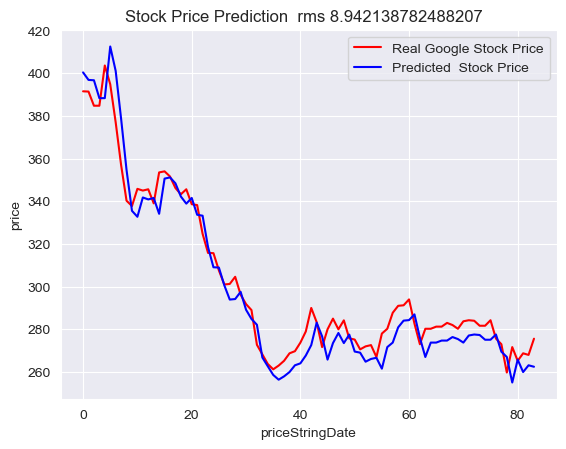 Stock Price Prediction  rms 8.942138782488207
Real Google Stock Price
Predicted  Stock Price
420
400
380
360
340
320
300
280
260
price
0
20
40
60
80
priceStringDate